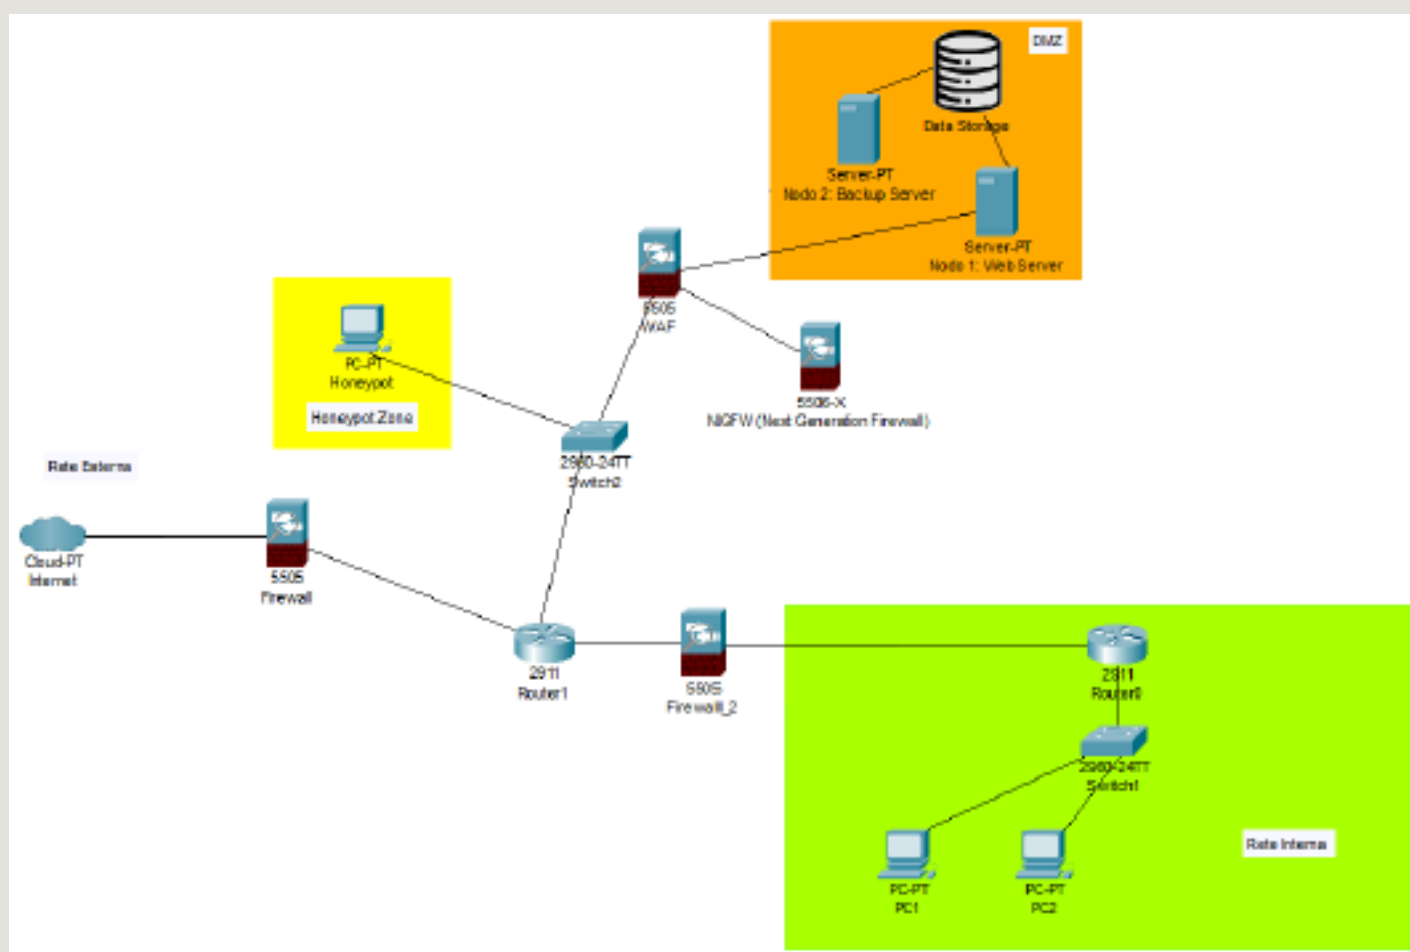 DMZ
Data Storage
Server-PT
Nodo 2: Backup Server
Server-PT
Nodo 1: Web Server
5505
WAF
PC-PT
Honeypot
Honeypot Zone
5506-X
NGFW (Next Generation Firewall)
2960-24TT
Switch2
Rete Esterna
Cloud-PT
Internet
5505
Firewall
2911
Router1
5505
Firewall_2
2911
Router0
2960-24TT
Switch1
Rete Interna
PC-PT
PC1
PC-PT
PC2